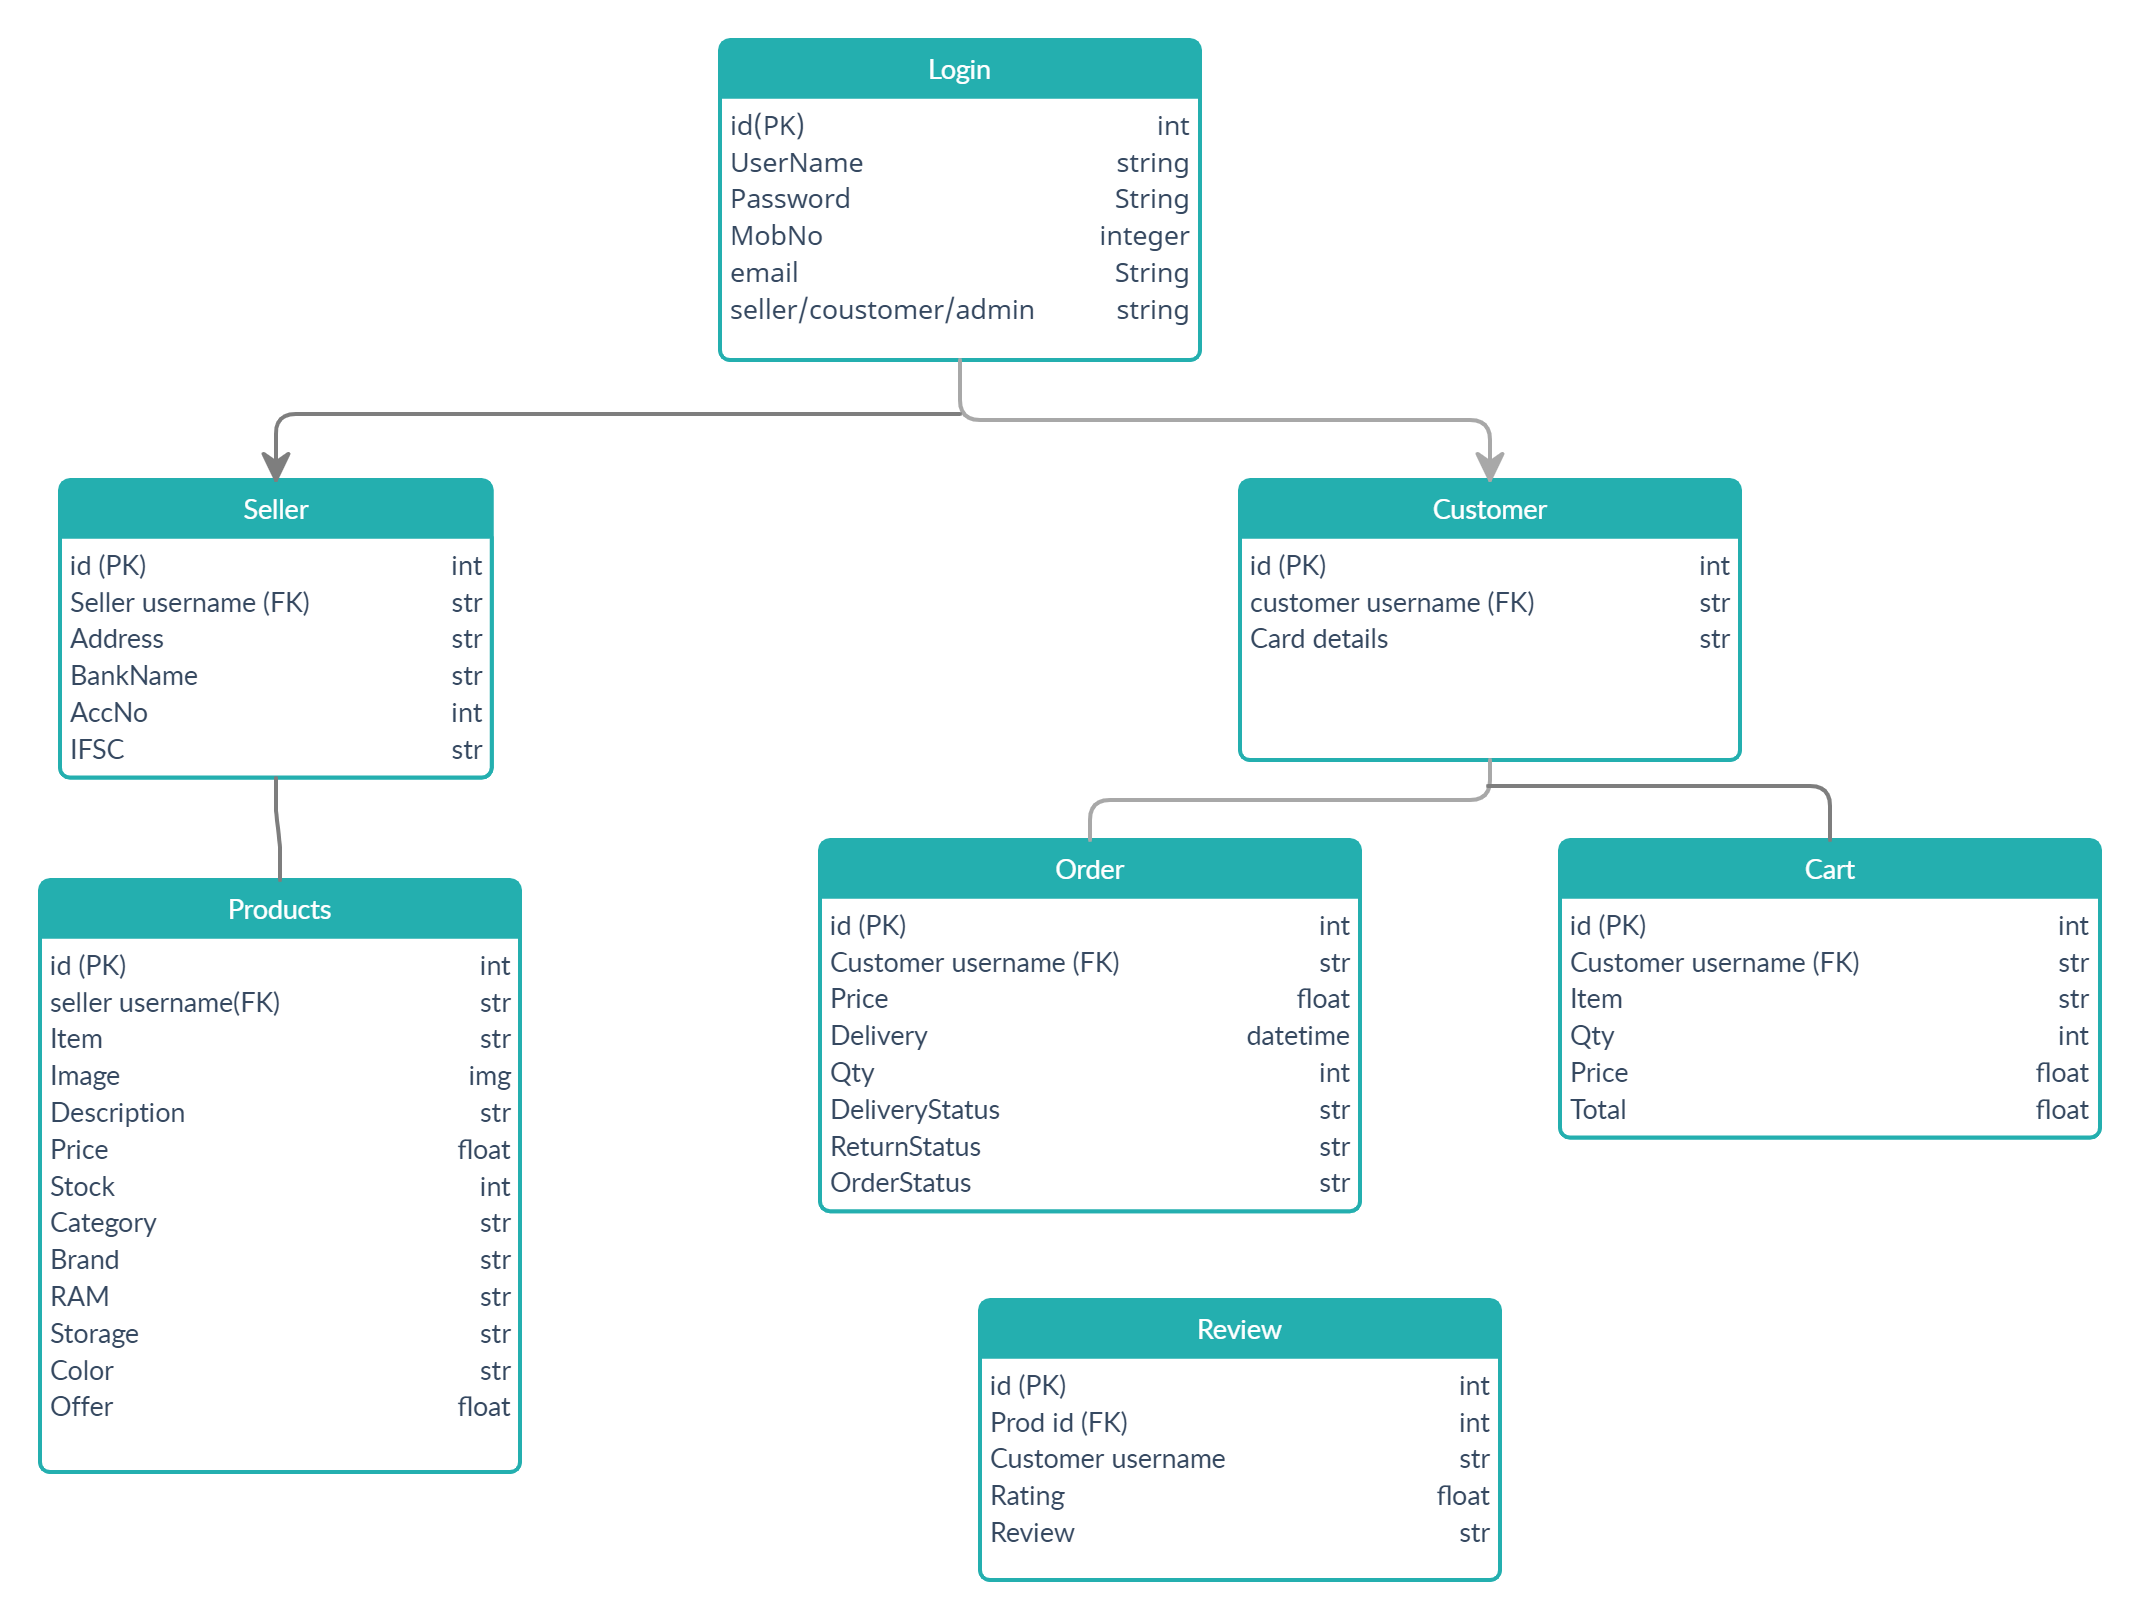 Login
id(PK) int
UserName string
Password String
MobNo integer
email String
seller/coustomer/admin string
Seller
id (PK) int
Seller username (FK) str
Address str
BankName str
AccNo int
IFSC str
Customer
id (PK) int
customer username (FK) str
Card details str
Products
id (PK) int
seller username(FK) str
Item str
Image img
Description str
Price float
Stock int
Category str
Brand str
RAM str
Storage str
Color str
Offer float
Order
id (PK) int
Customer username (FK) str
Price float
Delivery datetime
Qty int
DeliveryStatus str
ReturnStatus str
OrderStatus str
Cart
id (PK) int
Customer username (FK) str
Item str
Qty int
Price float
Total float
Review
id (PK) int
Prod id (FK) int
Customer username str
Rating float
Review str